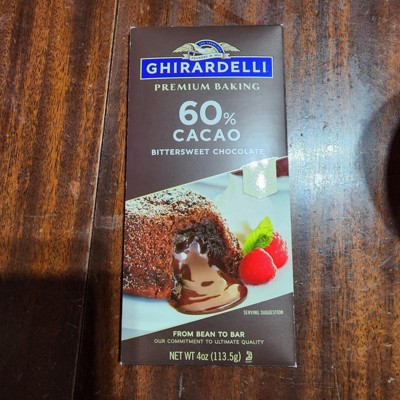 GHIRARDELLI
PREMIUM BAKING
60%
CACAO
BITTERSWEET CHOCOLATE
SERVING SUGGESTION
FROM BEAN TO BAR
OUR COMMITMENT TO ULTIMATE QUALITY
NET WT 4oz (113.5g)